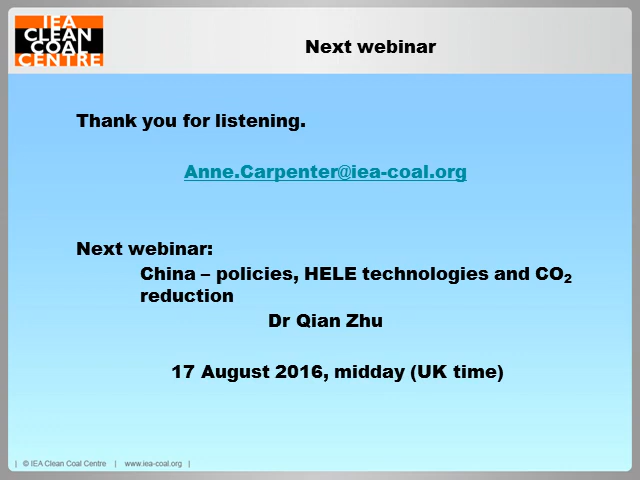 IEA
CLEAN
COAL
CENTRE
Next webinar
Thank you for listening.
Anne.Carpenter@iea-coal.org
Next webinar:
China – policies, HELE technologies and CO₂
reduction
Dr Qian Zhu
17 August 2016, midday (UK time)
| © IEA Clean Coal Centre | www.iea-coal.org |